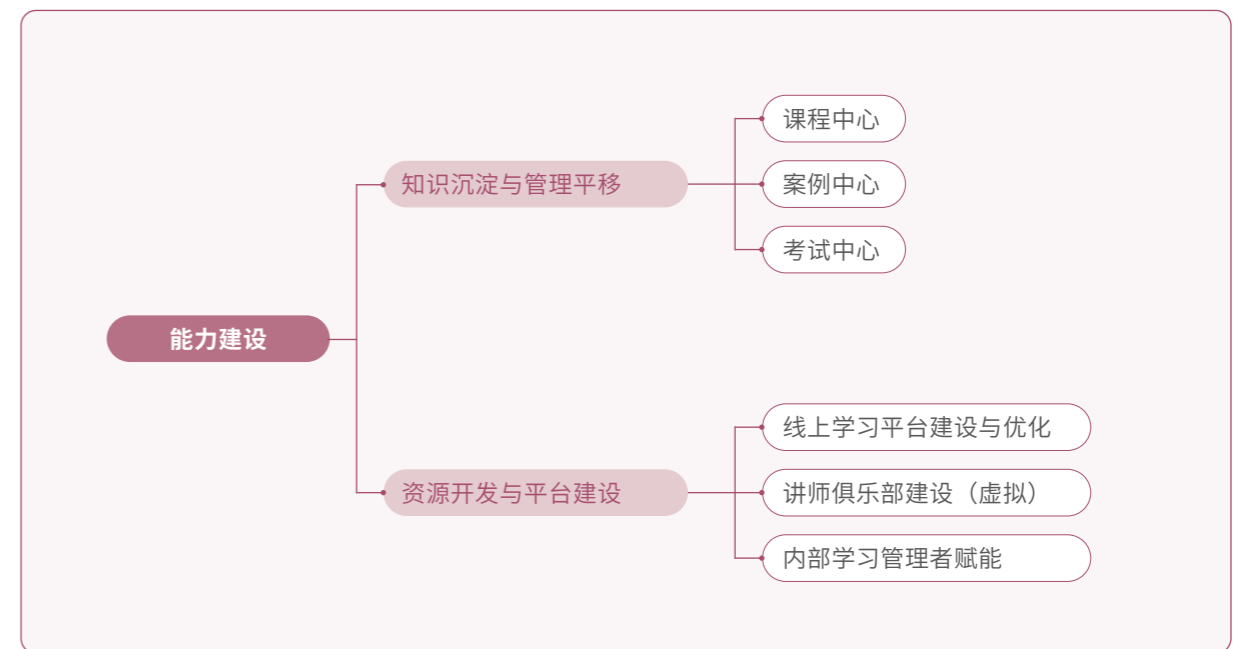 能力建设
知识沉淀与管理平移
课程中心
案例中心
考试中心
资源开发与平台建设
线上学习平台建设与优化
讲师俱乐部建设（虚拟）
内部学习管理者赋能